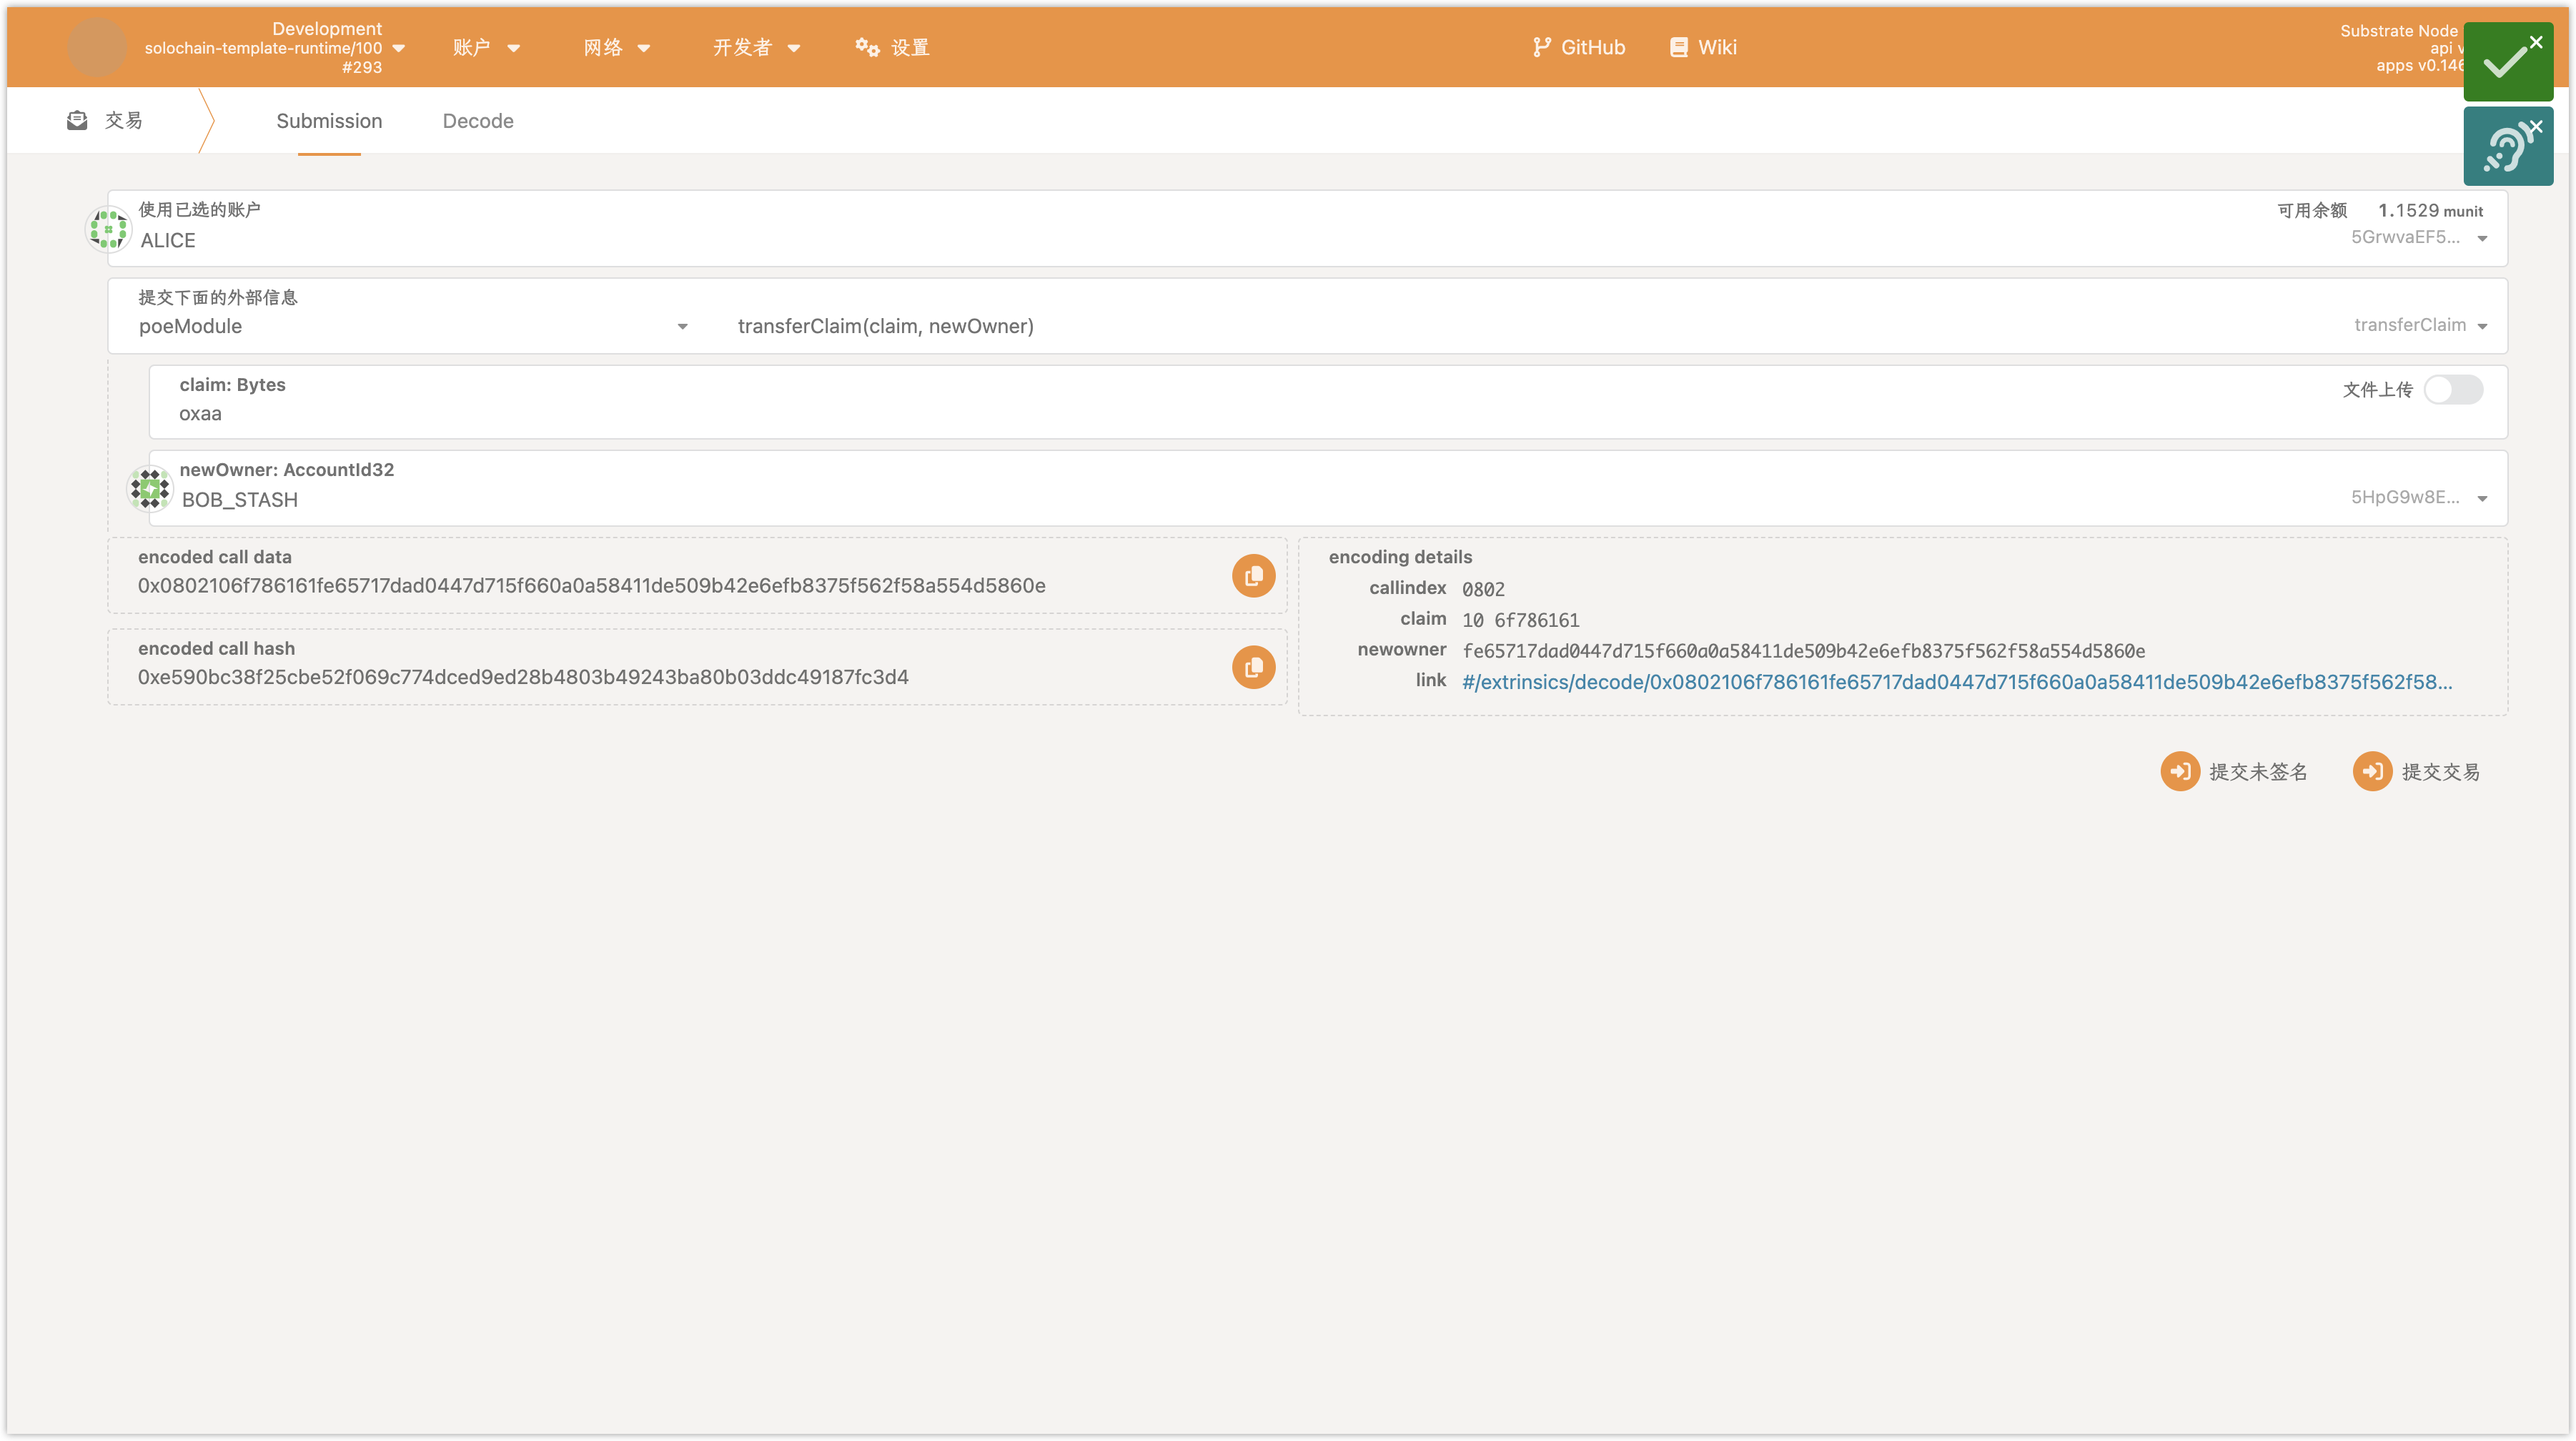 Development
solochain-template-runtime/100
#293
账户
网络
开发者
设置
GitHub
Wiki
Substrate Node
api
apps v0.146
交易
Submission
Decode
使用已选的账户
ALICE
可用余额 1.1529 munit
5GrwvaEF5...
提交下面的外部信息
poeModule
transferClaim(claim, newOwner)
transferClaim
claim: Bytes
oxaa
文件上传
newOwner: AccountId32
BOB_STASH
5HpG9w8E...
encoded call data
0x0802106f786161fe65717dad0447d715f660a0a58411de509b42e6efb8375f562f58a554d5860e
encoded call hash
0xe590bc38f25cbe52f069c774dced9ed28b4803b49243ba80b03ddc49187fc3d4
encoding details
callindex 0802
claim 10 6f786161
newowner fe65717dad0447d715f660a0a58411de509b42e6efb8375f562f58a554d5860e
link #/extrinsics/decode/0x0802106f786161fe65717dad0447d715f660a0a58411de509b42e6efb8375f562f58...
提交未签名
提交交易